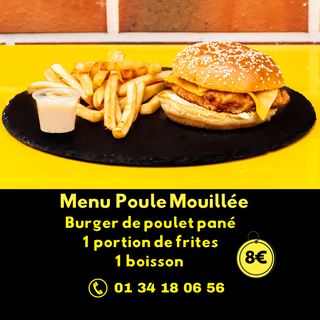 Menu Poule Mouillée
Burger de poulet pané
1 portion de frites
1 boisson
8€
01 34 18 06 56